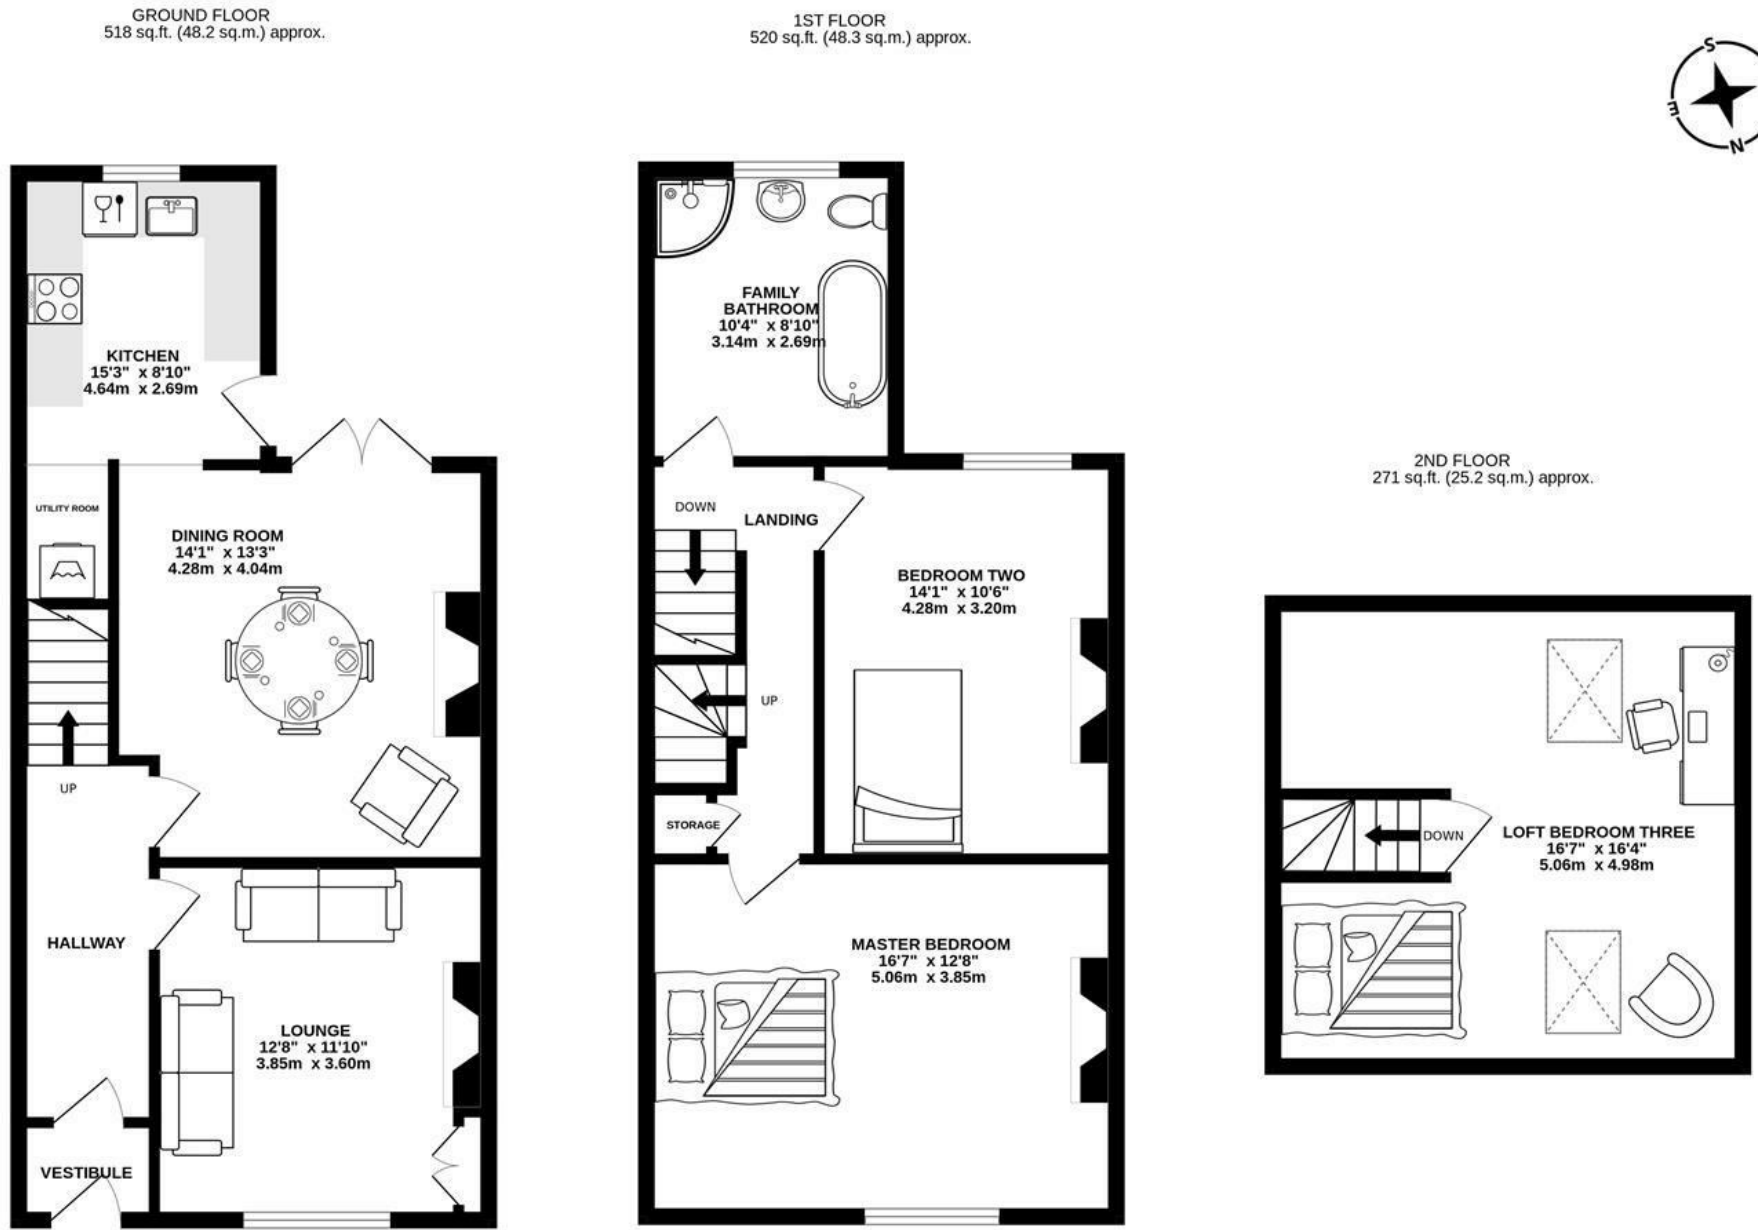 GROUND FLOOR
518 sq.ft. (48.2 sq.m.) approx.
KITCHEN
15'3" x 8'10"
4.64m x 2.69m
UTILITY ROOM
DINING ROOM
14'1" x 13'3"
4.28m x 4.04m
UP
HALLWAY
LOUNGE
12'8" x 11'10"
3.85m x 3.60m
VESTIBULE
1ST FLOOR
520 sq.ft. (48.3 sq.m.) approx.
FAMILY
BATHROOM
10'4" x 8'10"
3.14m x 2.69m
DOWN
LANDING
BEDROOM TWO
14'1" x 10'6"
4.28m x 3.20m
UP
STORAGE
MASTER BEDROOM
16'7" x 12'8"
5.06m x 3.85m
S
E
N
2ND FLOOR
271 sq.ft. (25.2 sq.m.) approx.
DOWN
LOFT BEDROOM THREE
16'7" x 16'4"
5.06m x 4.98m